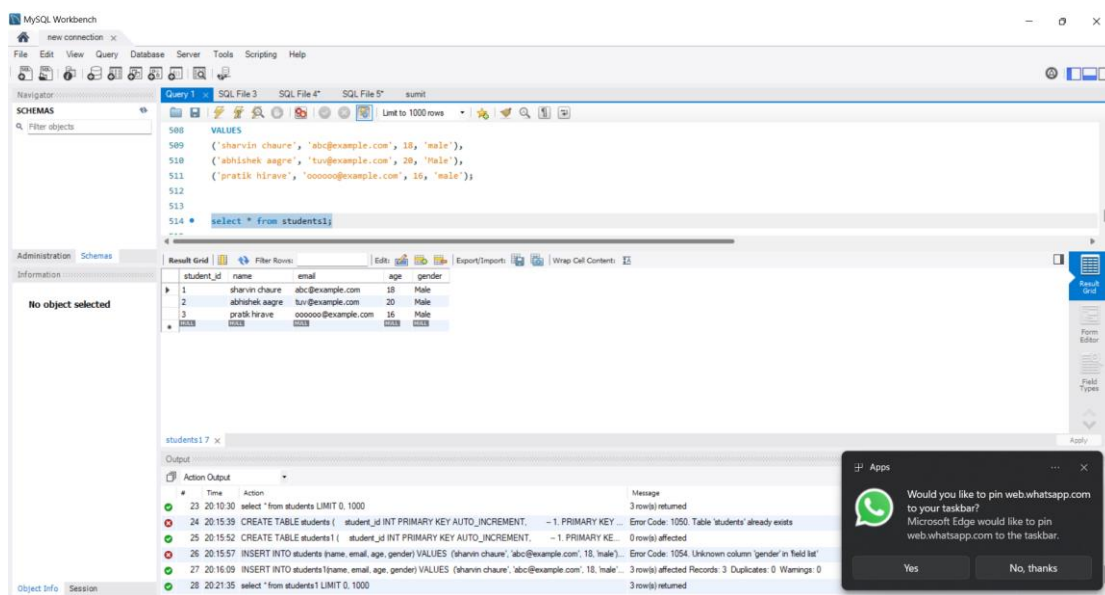 MySQL Workbench
new connection ×
File Edit View Query Database Server Tools Scripting Help
Navigator
SCHEMAS
Filter objects
Administration Schemas
Information
No object selected
Object Info Session
Query 1 × SQL File 3 SQL File 4* SQL File 5* sumit
Limit to 1000 rows
508 VALUES
509 ('sharvin chaure', 'abc@example.com', 18, 'male'),
510 ('abhishek aagre', 'tuv@example.com', 20, 'Male'),
511 ('pratik hirave', 'oooooo@example.com', 16, 'male');
512
513
514 select * from students1;
Result Grid Filter Rows: Edit: Export/Import: Wrap Cell Content:
student_id name email age gender
1 sharvin chaure abc@example.com 18 Male
2 abhishek aagre tuv@example.com 20 Male
3 pratik hirave oooooo@example.com 16 Male
NULL NULL NULL NULL NULL
Result Grid
Form Editor
Field Types
students1 7 × Apply
Output
Action Output
# Time Action Message
23 20:10:30 select * from students LIMIT 0, 1000 3 row(s) returned
24 20:15:39 CREATE TABLE students ( student_id INT PRIMARY KEY AUTO_INCREMENT, -- 1. PRIMARY KEY ... Error Code: 1050. Table 'students' already exists
25 20:15:52 CREATE TABLE students1 ( student_id INT PRIMARY KEY AUTO_INCREMENT, -- 1. PRIMARY KE... 0 row(s) affected
26 20:15:57 INSERT INTO students (name, email, age, gender) VALUES ('sharvin chaure', 'abc@example.com', 18, 'male')... Error Code: 1054. Unknown column 'gender' in 'field list'
27 20:16:09 INSERT INTO students1 (name, email, age, gender) VALUES ('sharvin chaure', 'abc@example.com', 18, 'male'... 3 row(s) affected Records: 3 Duplicates: 0 Warnings: 0
28 20:21:35 select * from students1 LIMIT 0, 1000 3 row(s) returned
Apps
Would you like to pin web.whatsapp.com
to your taskbar?
Microsoft Edge would like to pin
web.whatsapp.com to the taskbar.
Yes No, thanks